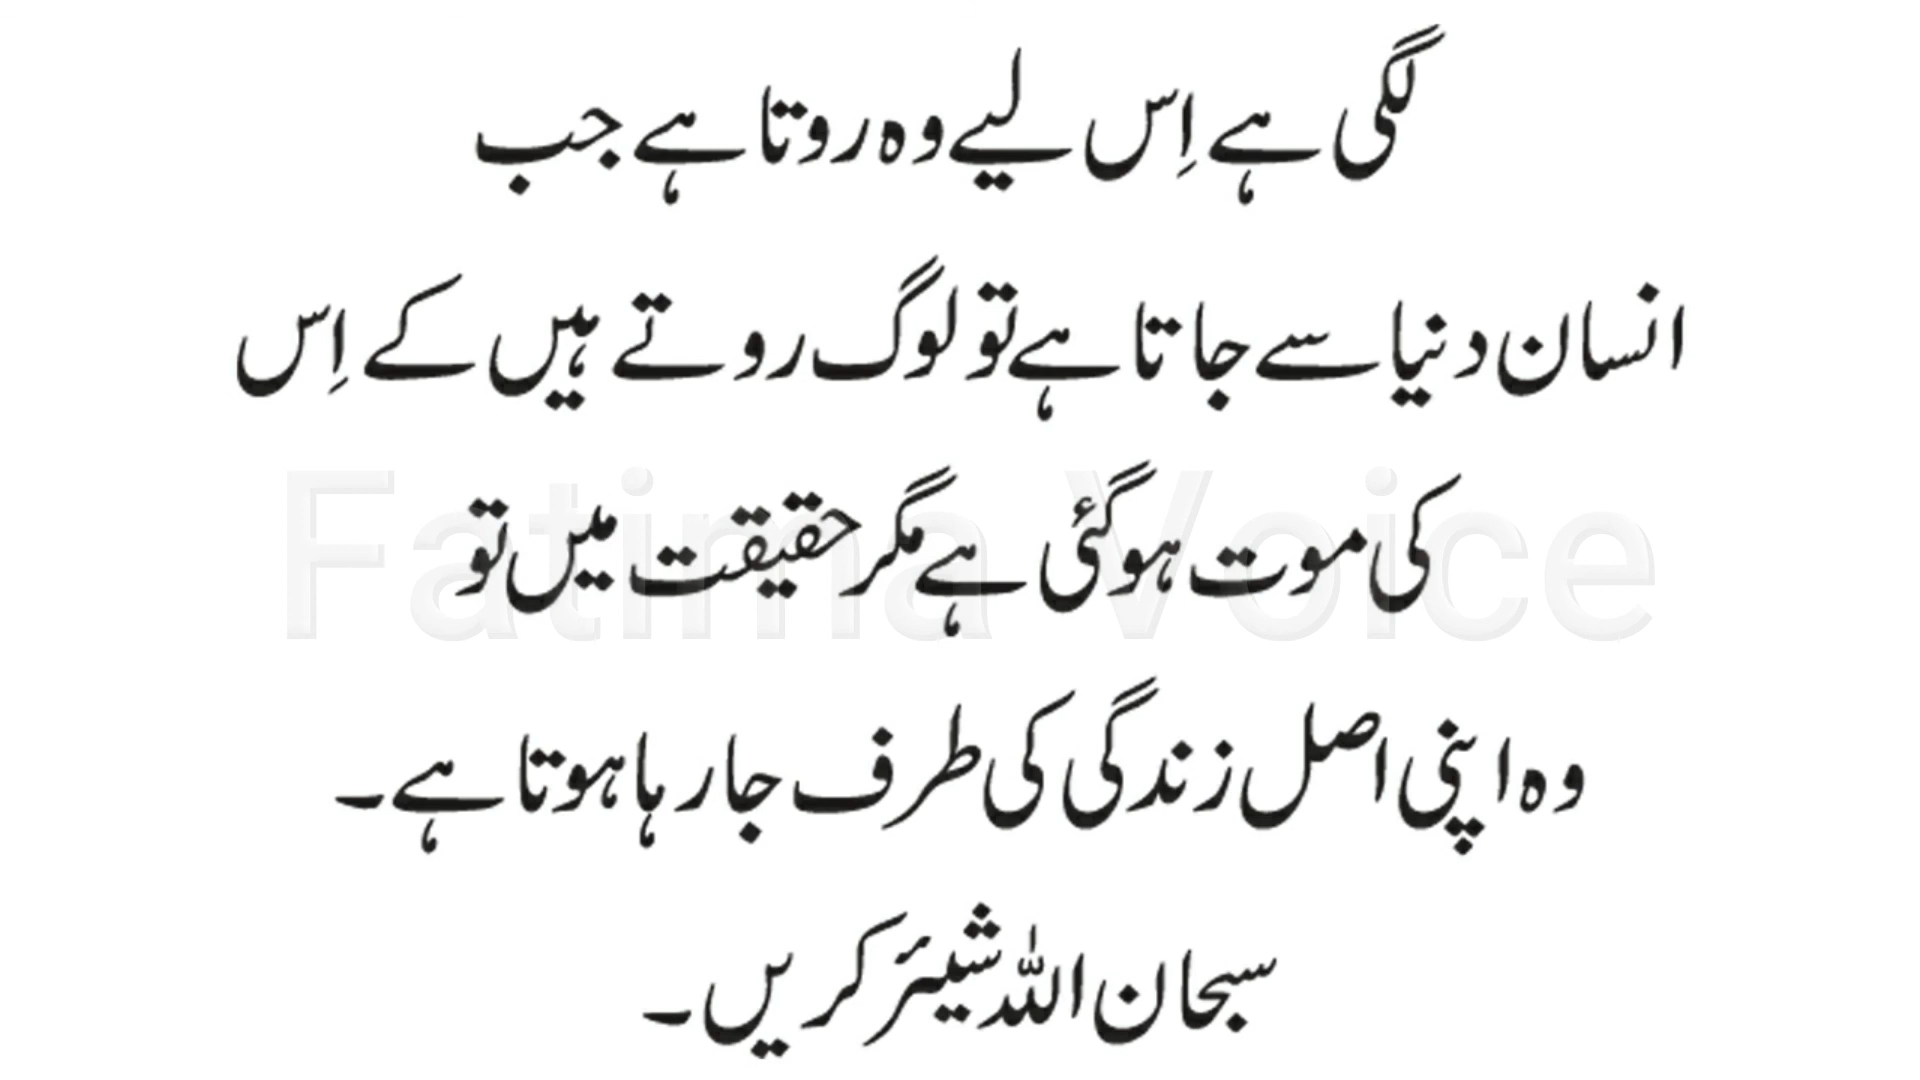 لگی ہے اِس لیے وہ روتا ہے جب
انسان دنیا سے جاتا ہے تو لوگ روتے ہیں کے اِس
کی موت ہوگئی ہے مگر حقیقت میں تو
Fatima Voice
وہ اپنی اصل زندگی کی طرف جا رہا ہوتا ہے۔
سبحان اللہ شیئر کریں۔